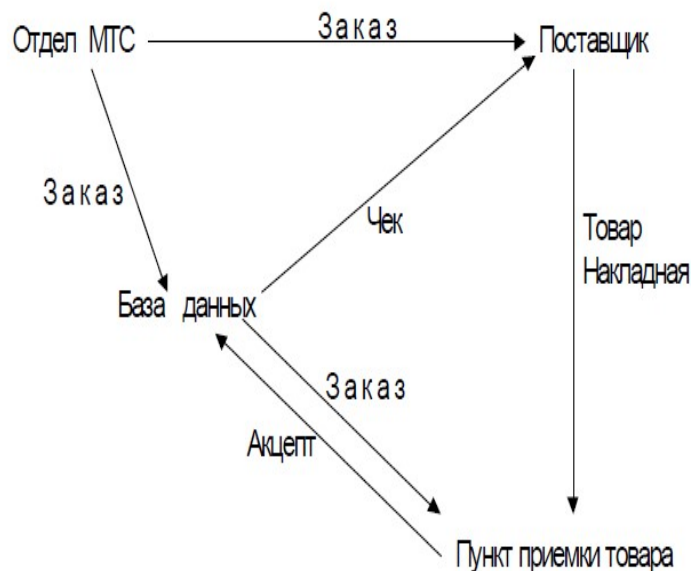 Отдел МТС
Заказ
Поставщик
Заказ
Чек
Товар
Накладная
База данных
Заказ
Акцепт
Пункт приемки товара